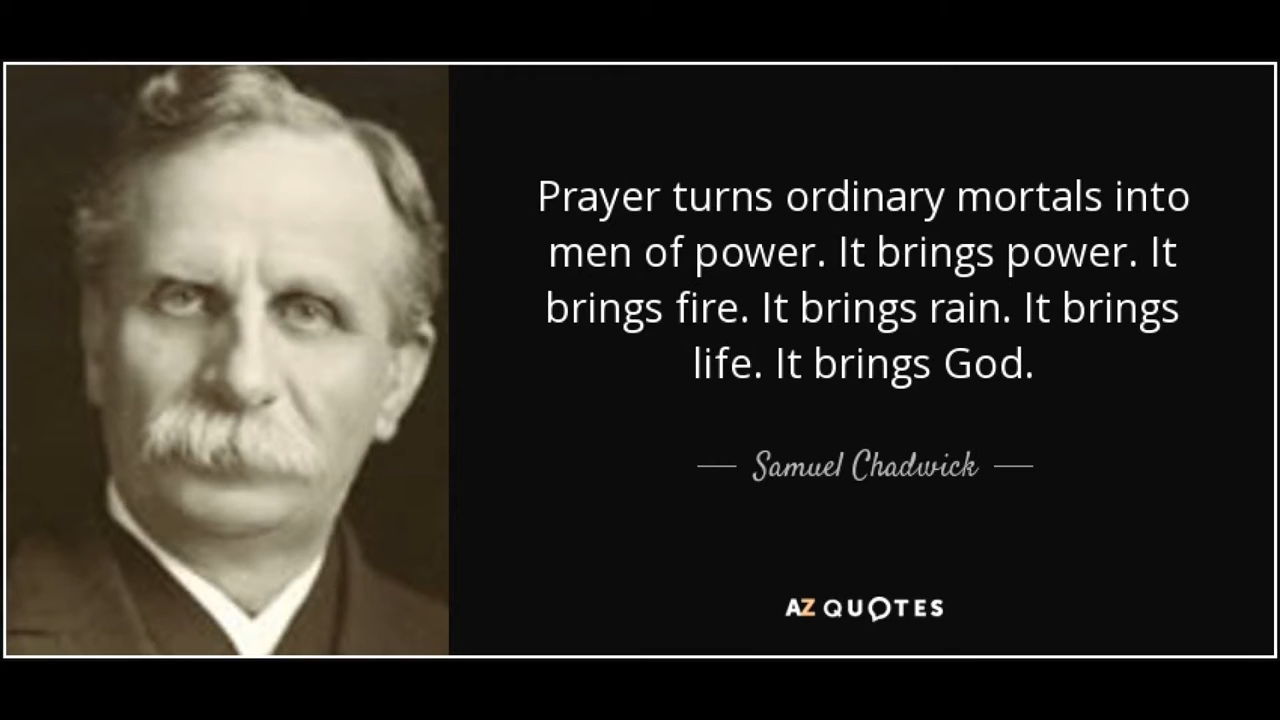 Prayer turns ordinary mortals into
men of power. It brings power. It
brings fire. It brings rain. It brings
life. It brings God.
Samuel Chadwick
AZ QUOTES